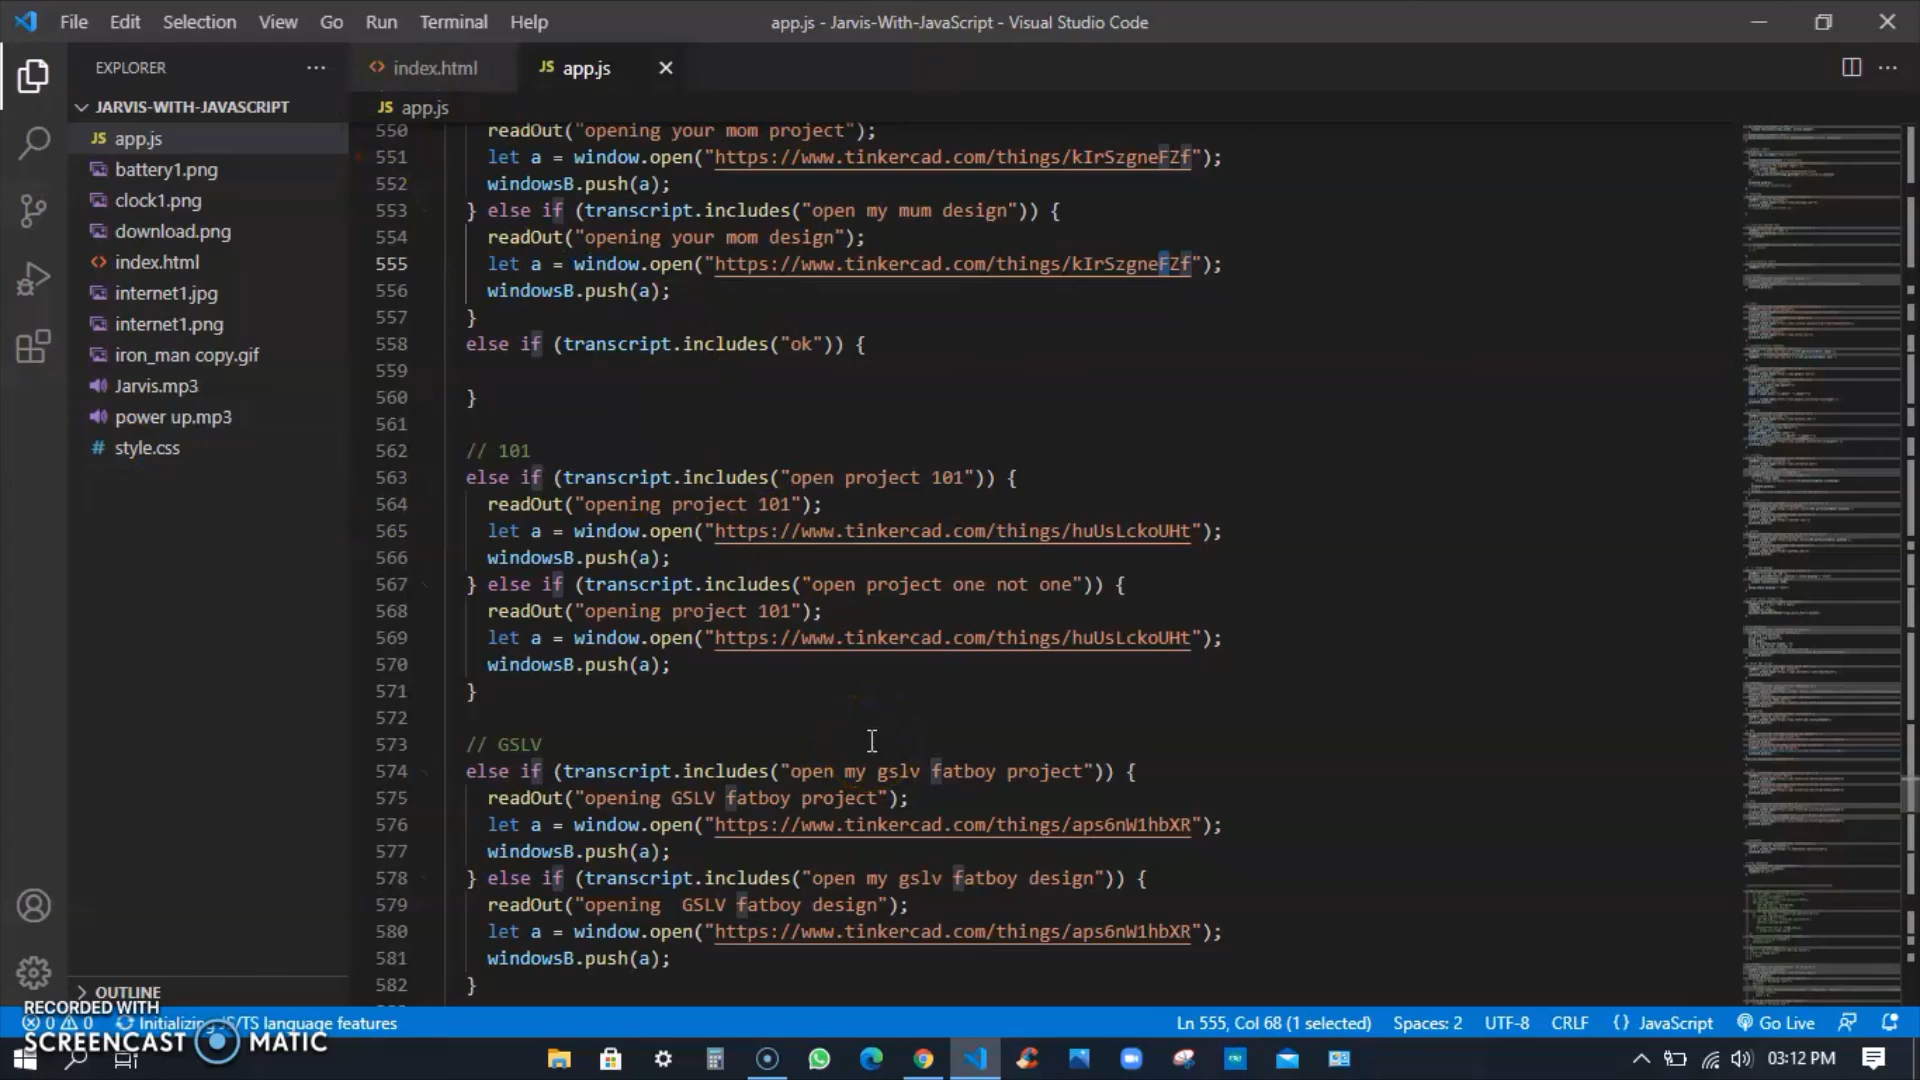 File Edit Selection View Go Run Terminal Help app.js - Jarvis-With-JavaScript - Visual Studio Code
EXPLORER
JARVIS-WITH-JAVASCRIPT
JS app.js
battery1.png
clock1.png
download.png
<> index.html
internet1.jpg
internet1.png
iron_man copy.gif
Jarvis.mp3
power up.mp3
# style.css
OUTLINE
<> index.html JS app.js
JS app.js
550 readOut("opening your mom project");
551 let a = window.open("https://www.tinkercad.com/things/kIrSzgneFZf");
552 windowsB.push(a);
553 } else if (transcript.includes("open my mum design")) {
554 readOut("opening your mom design");
555 let a = window.open("https://www.tinkercad.com/things/kIrSzgneFZf");
556 windowsB.push(a);
557 }
558 else if (transcript.includes("ok")) {
559
560 }
561
562 // 101
563 else if (transcript.includes("open project 101")) {
564 readOut("opening project 101");
565 let a = window.open("https://www.tinkercad.com/things/huUsLckoUHt");
566 windowsB.push(a);
567 } else if (transcript.includes("open project one not one")) {
568 readOut("opening project 101");
569 let a = window.open("https://www.tinkercad.com/things/huUsLckoUHt");
570 windowsB.push(a);
571 }
572
573 // GSLV
574 else if (transcript.includes("open my gslv fatboy project")) {
575 readOut("opening GSLV fatboy project");
576 let a = window.open("https://www.tinkercad.com/things/aps6nW1hbXR");
577 windowsB.push(a);
578 } else if (transcript.includes("open my gslv fatboy design")) {
579 readOut("opening  GSLV fatboy design");
580 let a = window.open("https://www.tinkercad.com/things/aps6nW1hbXR");
581 windowsB.push(a);
582 }
RECORDED WITH
0 0 Initializing JS/TS language features Ln 555, Col 68 (1 selected) Spaces: 2 UTF-8 CRLF {} JavaScript Go Live
SCREENCAST MATIC
03:12 PM